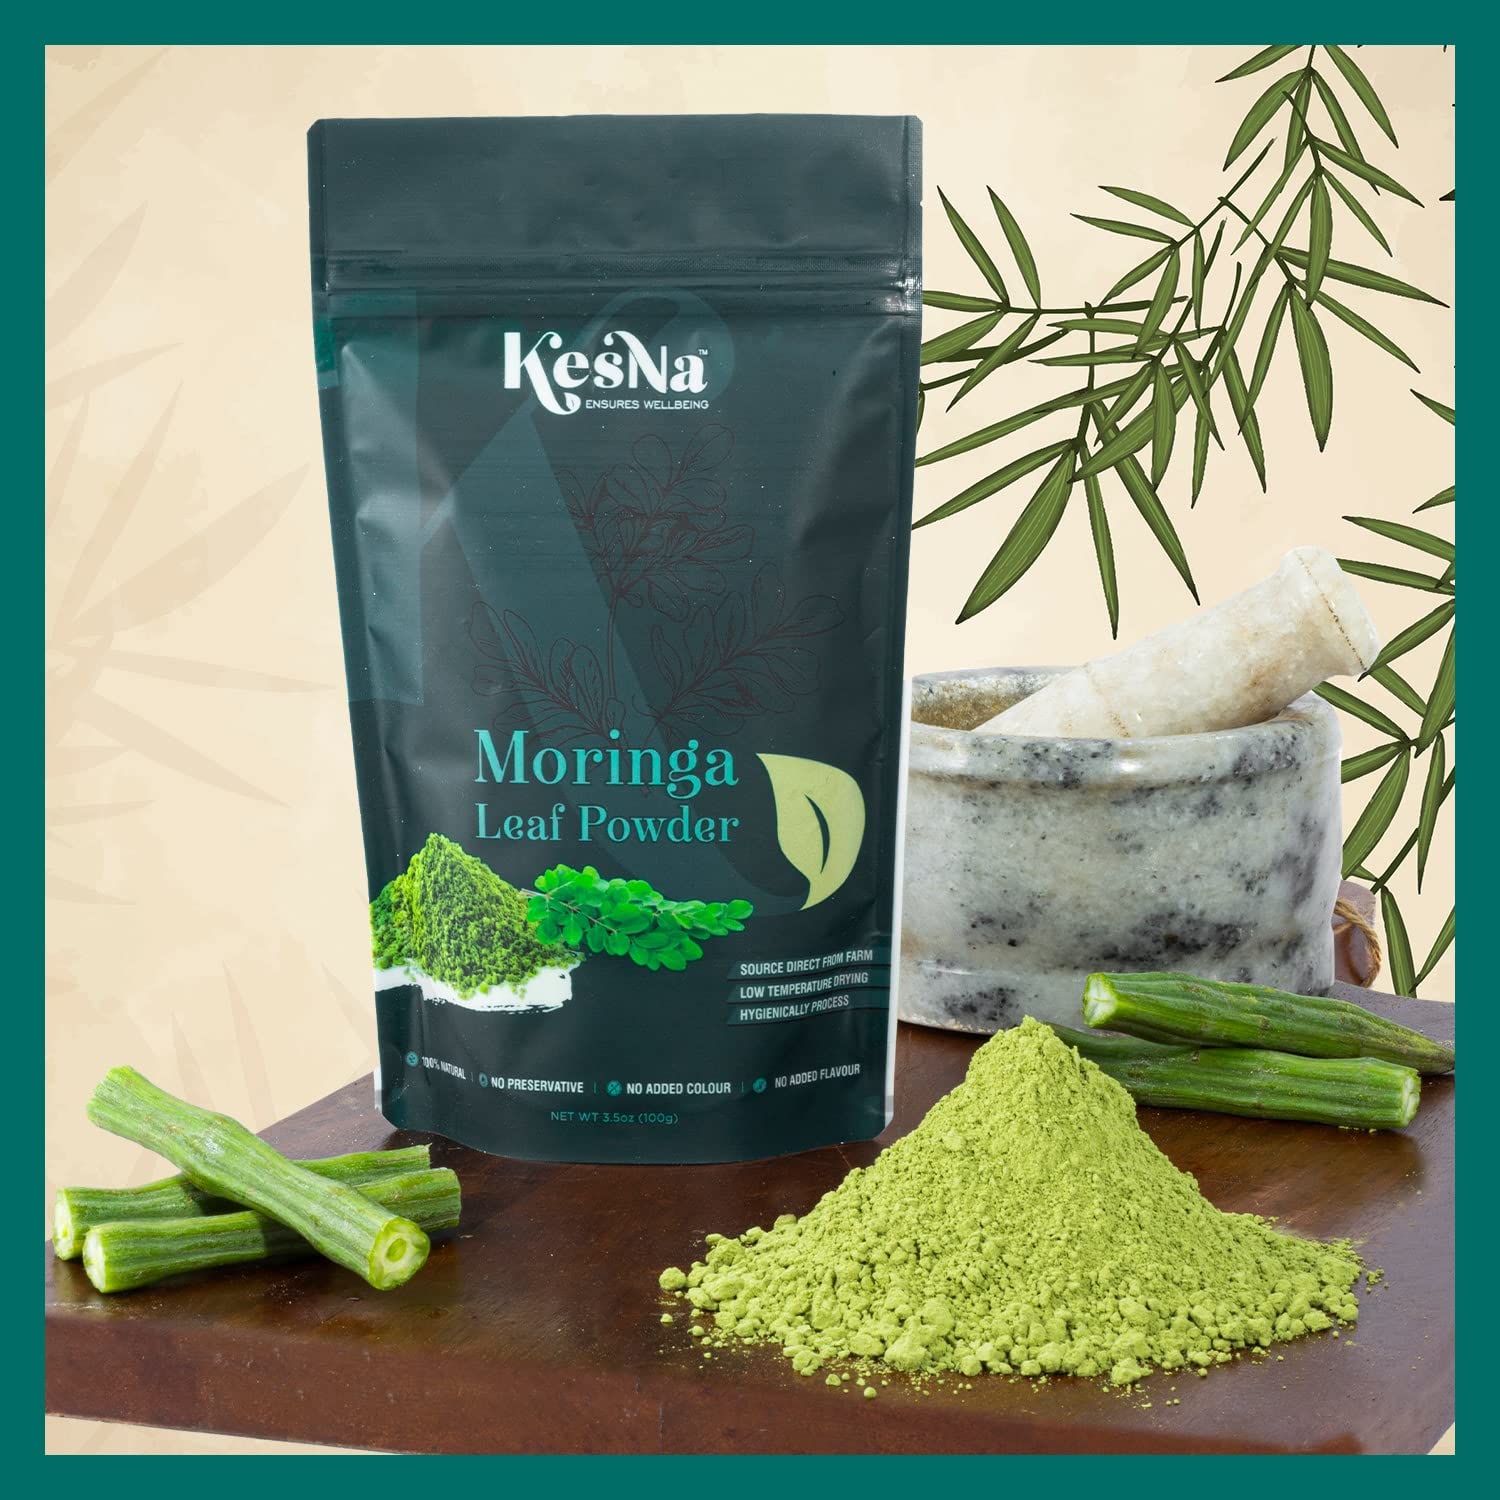 KesNa™
ENSURES WELLBEING
Moringa
Leaf Powder
SOURCE DIRECT FROM FARM
LOW TEMPERATURE DRYING
HYGIENICALLY PROCESS
100% NATURAL | NO PRESERVATIVE | NO ADDED COLOUR | NO ADDED FLAVOUR
NET WT 3.5oz (100g)